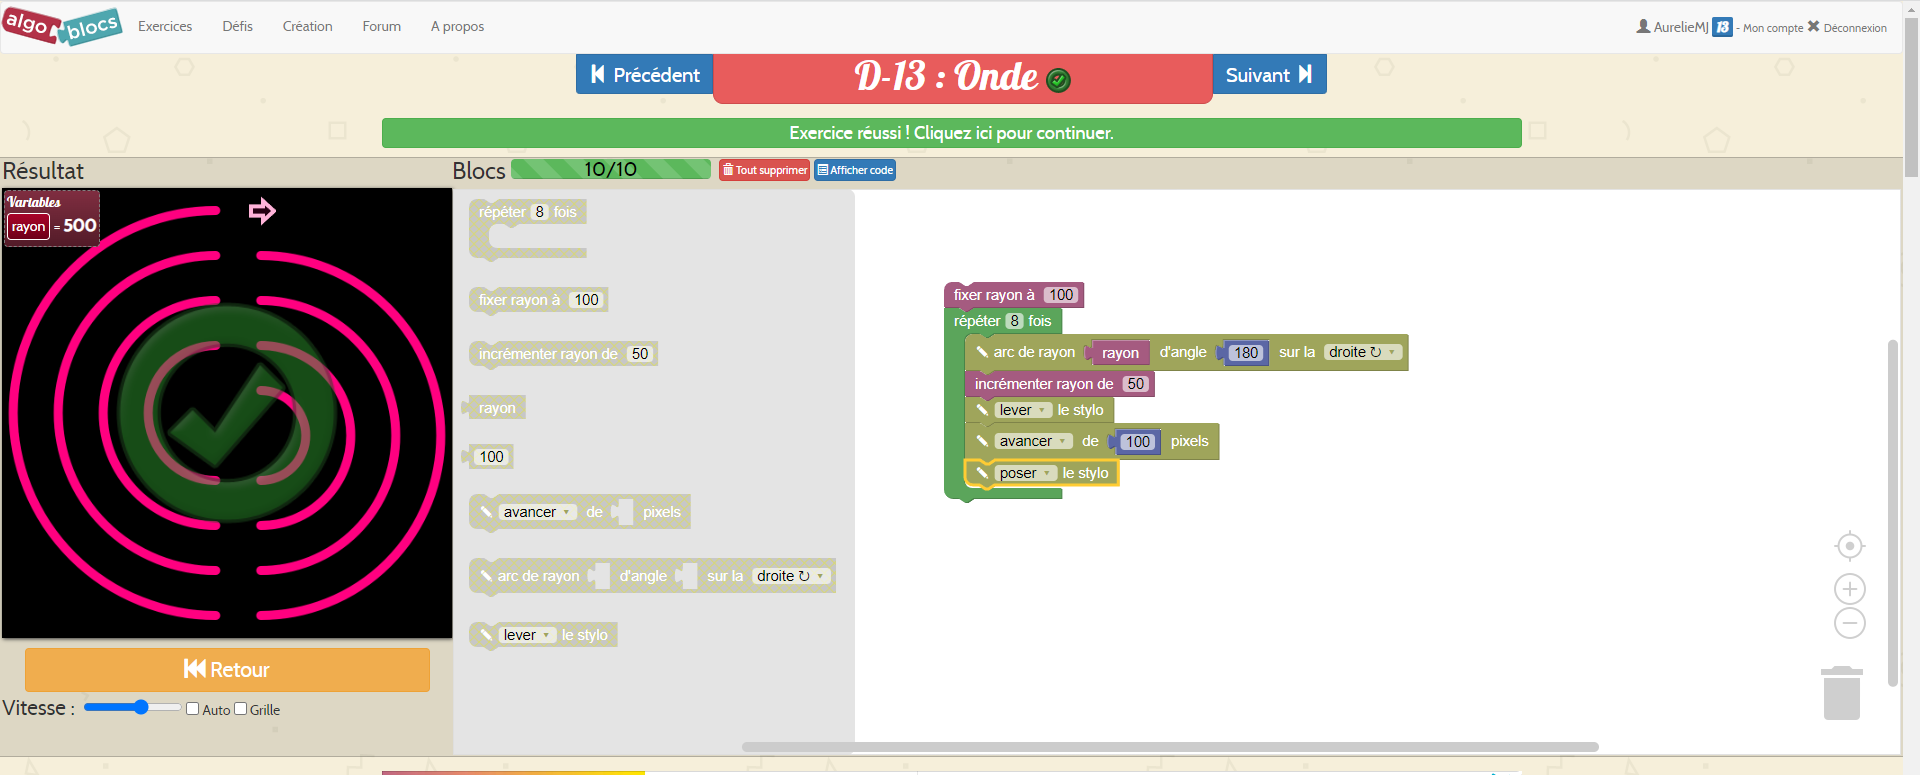 algo blocs
Exercices Défis Création Forum A propos
AurelieMJ 13 - Mon compte Déconnexion
Précédent
D-13 : Onde
Suivant
Exercice réussi ! Cliquez ici pour continuer.
Résultat
Blocs 10/10 Tout supprimer Afficher code
Variables
rayon = 500
répéter 8 fois
fixer rayon à 100
incrémenter rayon de 50
rayon
100
avancer de pixels
arc de rayon d'angle sur la droite ↻
lever le stylo
fixer rayon à 100
répéter 8 fois
arc de rayon rayon d'angle 180 sur la droite ↻
incrémenter rayon de 50
lever le stylo
avancer de 100 pixels
poser le stylo
Retour
Vitesse : Auto Grille